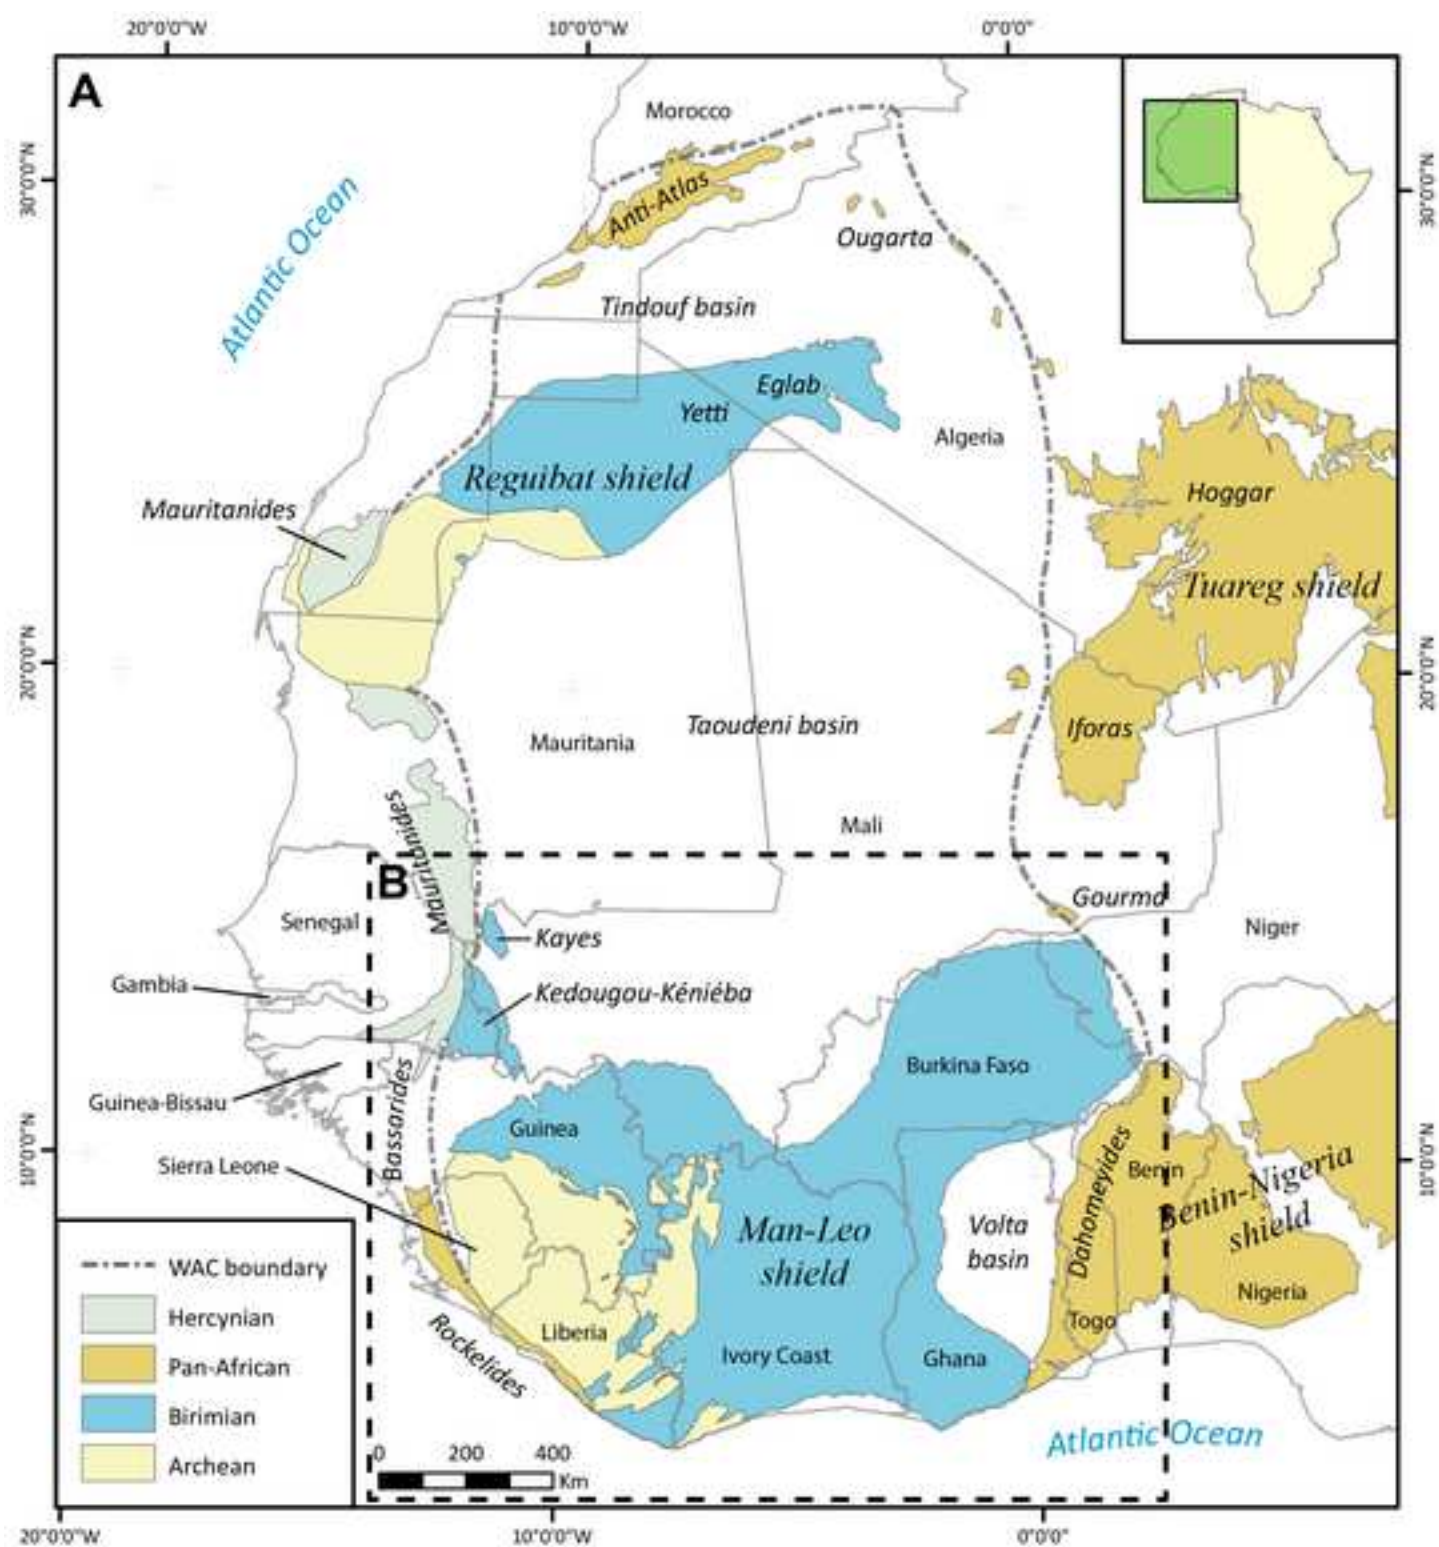 20°0'0"W
10°0'0"W
0°0'0"
A
Morocco
30°0'0"N
30°0'0"N
Anti-Atlas
Atlantic Ocean
Ougarta
Tindouf basin
Eglab
Yetti
Algeria
Reguibat shield
Hoggar
Mauritanides
Tuareg shield
20°0'0"N
20°0'0"N
Iforas
Taoudeni basin
Mauritania
Mali
Mauritanides
B
Gourma
Senegal
Kayes
Niger
Gambia
Kedougou-Kéniéba
Burkina Faso
Guinea-Bissau
Bassarides
Guinea
10°0'0"N
10°0'0"N
Sierra Leone
Dahomeyides
Benin
Benin-Nigeria
shield
Man-Leo
shield
Volta
basin
WAC boundary
Hercynian
Nigeria
Togo
Liberia
Rockelides
Ivory Coast
Ghana
Pan-African
Birimian
Archean
Atlantic Ocean
0
200
400
Km
20°0'0"W
10°0'0"W
0°0'0"